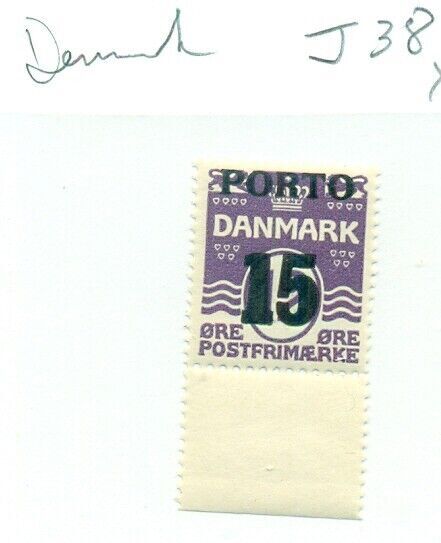 Denmark J38
PORTO
DANMARK
15
ØRE ØRE
POSTFRIMÆRKE